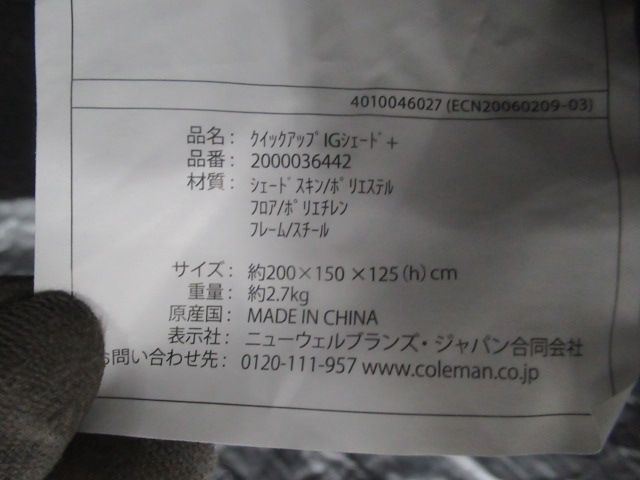 4010046027 (ECN20060209-03)
品名： ｸｲｯｸｱｯﾌﾟIGｼｪｰﾄﾞ+
品番： 2000036442
材質： ｼｪｰﾄﾞｽｷﾝ/ﾎﾟﾘｴｽﾃﾙ
ﾌﾛｱ/ﾎﾟﾘｴﾁﾚﾝ
ﾌﾚｰﾑ/ｽﾁｰﾙ
サイズ： 約200×150×125(h)cm
重量： 約2.7kg
原産国： MADE IN CHINA
表示社： ニューウェルブランズ・ジャパン合同会社
お問い合わせ先： 0120-111-957 www.coleman.co.jp